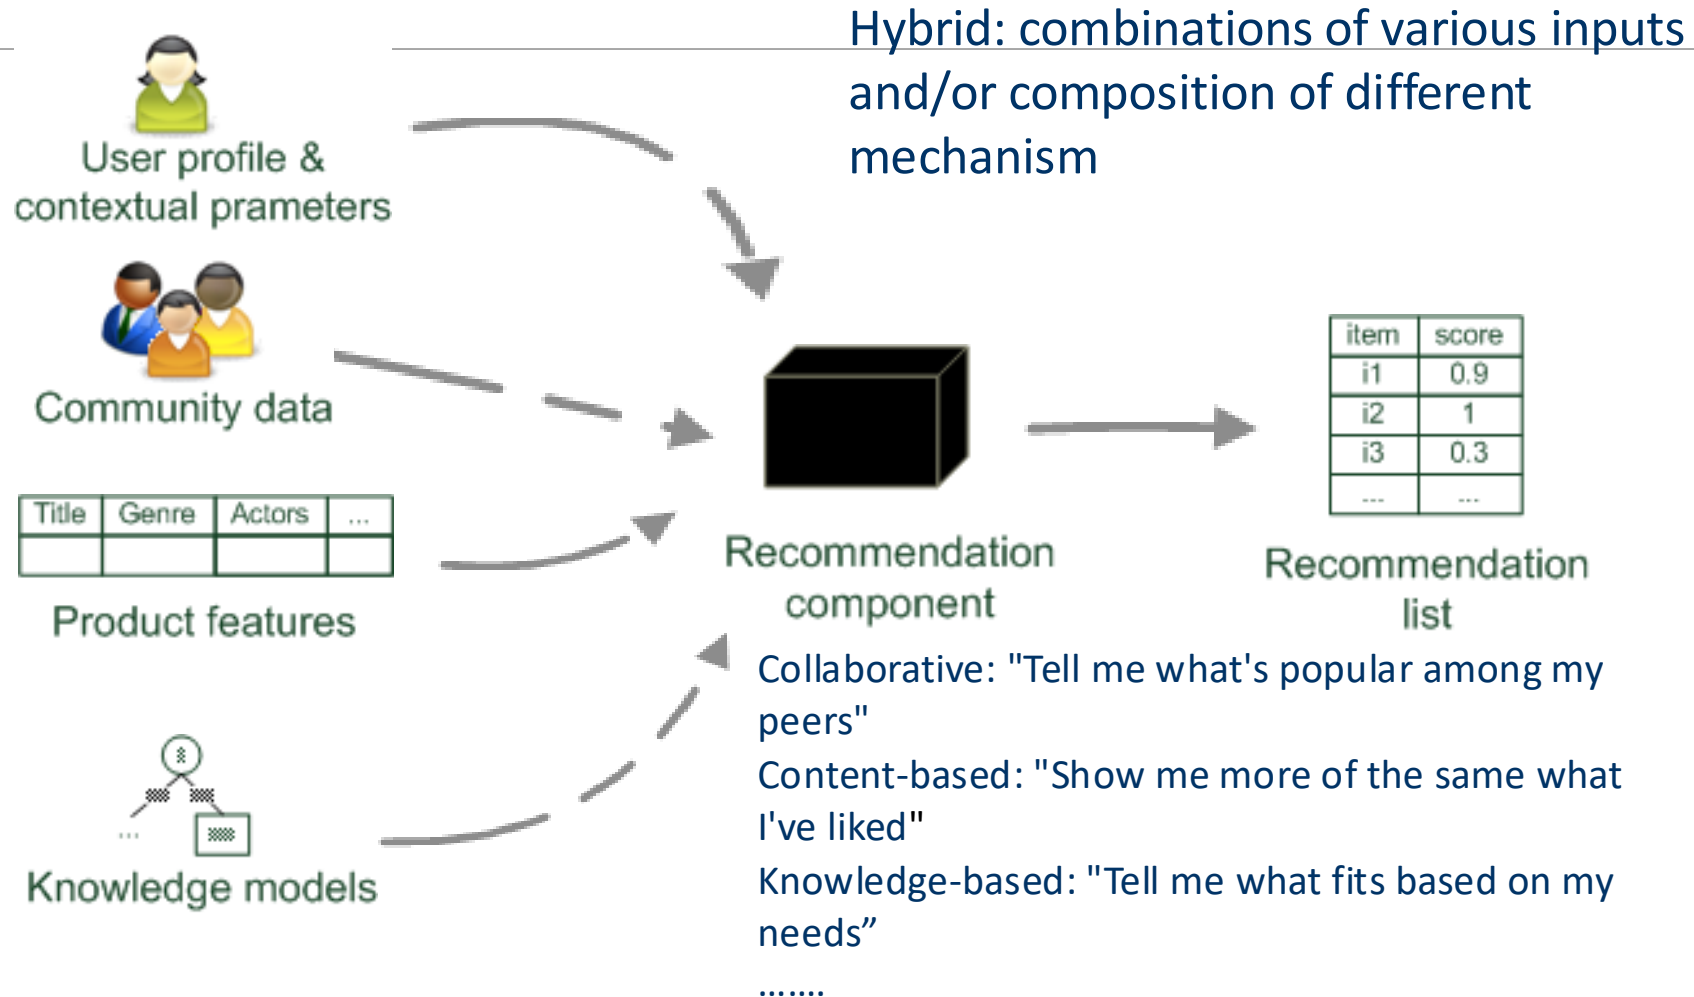 Hybrid: combinations of various inputs
and/or composition of different
mechanism
User profile &
contextual prameters
Community data
Title Genre Actors ...
Product features
Knowledge models
...
Recommendation
component
item score
i1 0.9
i2 1
i3 0.3
... ...
Recommendation
list
Collaborative: "Tell me what's popular among my
peers"
Content-based: "Show me more of the same what
I've liked"
Knowledge-based: "Tell me what fits based on my
needs”
.......